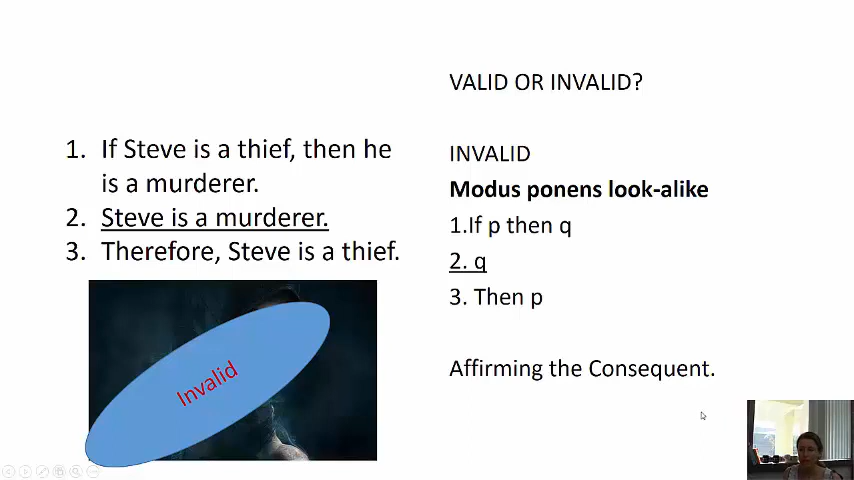 VALID OR INVALID?
1. If Steve is a thief, then he
is a murderer.
2. Steve is a murderer.
3. Therefore, Steve is a thief.
INVALID
Modus ponens look-alike
1.If p then q
2. q
3. Then p
Affirming the Consequent.
Invalid